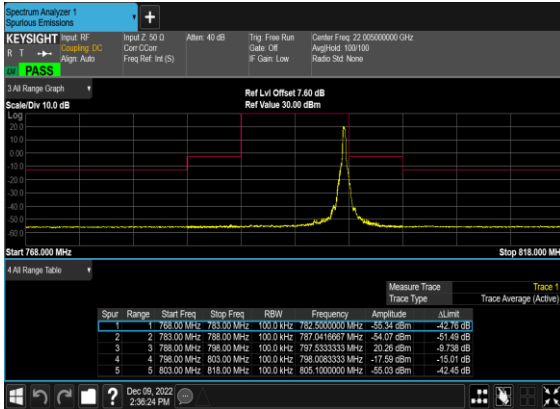 Spectrum Analyzer 1
Spurious Emissions
KEYSIGHT
R T
PASS
Input: RF
Coupling: DC
Align: Auto
Input Z: 50 Ω
Corr CCorr
Freq Ref: Int (S)
Atten: 40 dB
Trig: Free Run
Gate: Off
IF Gain: Low
Center Freq: 22.005000000 GHz
Avg|Hold: 100/100
Radio Std: None
3 All Range Graph
Scale/Div 10.0 dB
Ref Lvl Offset 7.60 dB
Ref Value 30.00 dBm
Log
20.0
10.0
0.00
-10.0
-20.0
-30.0
-40.0
-50.0
-60.0
Start 768.000 MHz
Stop 818.000 MH
4 All Range Table
Measure Trace Trace 1
Trace Type Trace Average (Active)
Spur Range Start Freq Stop Freq RBW Frequency Amplitude ΔLimit
1 1 768.00 MHz 783.00 MHz 100.0 kHz 782.5000000 MHz -55.34 dBm -42.76 dB
2 2 783.00 MHz 788.00 MHz 100.0 kHz 787.0416667 MHz -54.07 dBm -51.49 dB
3 3 788.00 MHz 798.00 MHz 100.0 kHz 797.5333333 MHz 20.26 dBm -9.738 dB
4 4 798.00 MHz 803.00 MHz 100.0 kHz 798.0083333 MHz -17.59 dBm -15.01 dB
5 5 803.00 MHz 818.00 MHz 100.0 kHz 805.1000000 MHz -55.03 dBm -42.45 dB
Dec 09, 2022
2:36:24 PM